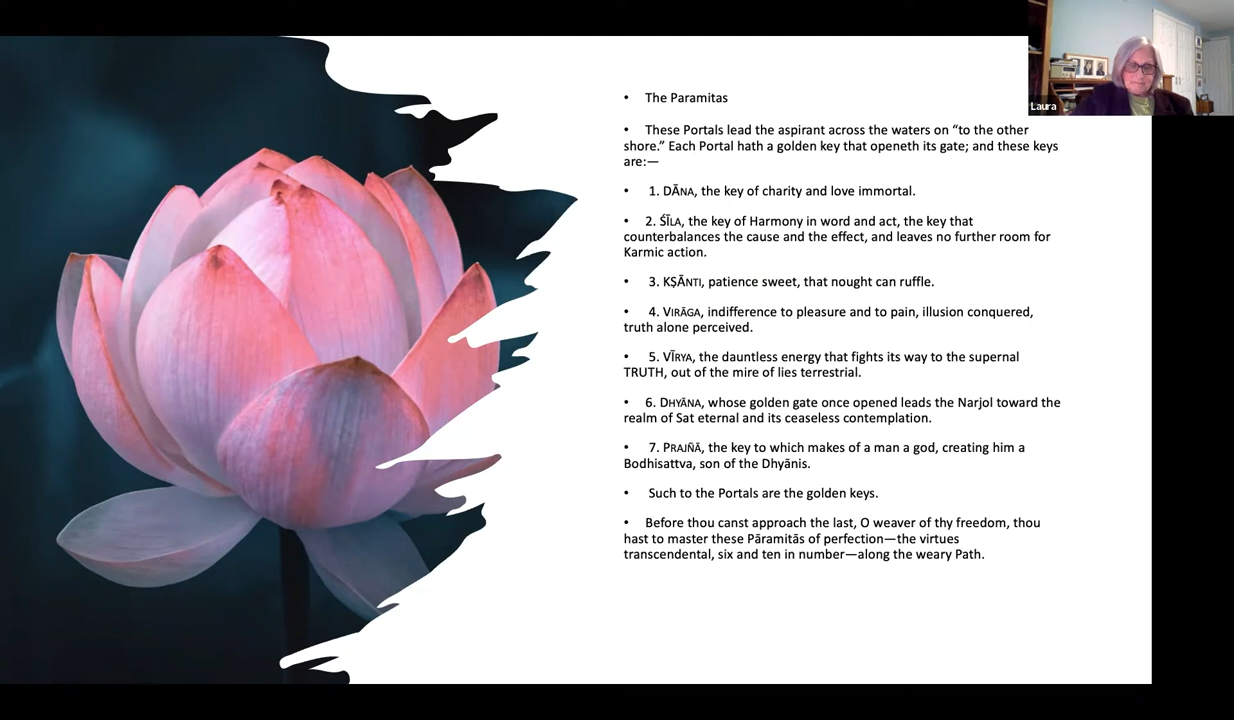 • The Paramitas
• These Portals lead the aspirant across the waters on “to the other
shore.” Each Portal hath a golden key that openeth its gate; and these keys
are:—
• 1. DĀNA, the key of charity and love immortal.
• 2. ŚĪLA, the key of Harmony in word and act, the key that
counterbalances the cause and the effect, and leaves no further room for
Karmic action.
• 3. KṢĀNTI, patience sweet, that nought can ruffle.
• 4. VIRĀGA, indifference to pleasure and to pain, illusion conquered,
truth alone perceived.
• 5. VĪRYA, the dauntless energy that fights its way to the supernal
TRUTH, out of the mire of lies terrestrial.
• 6. DHYĀNA, whose golden gate once opened leads the Narjol toward the
realm of Sat eternal and its ceaseless contemplation.
• 7. PRAJÑĀ, the key to which makes of a man a god, creating him a
Bodhisattva, son of the Dhyānis.
• Such to the Portals are the golden keys.
• Before thou canst approach the last, O weaver of thy freedom, thou
hast to master these Pāramitās of perfection—the virtues
transcendental, six and ten in number—along the weary Path.
Laura